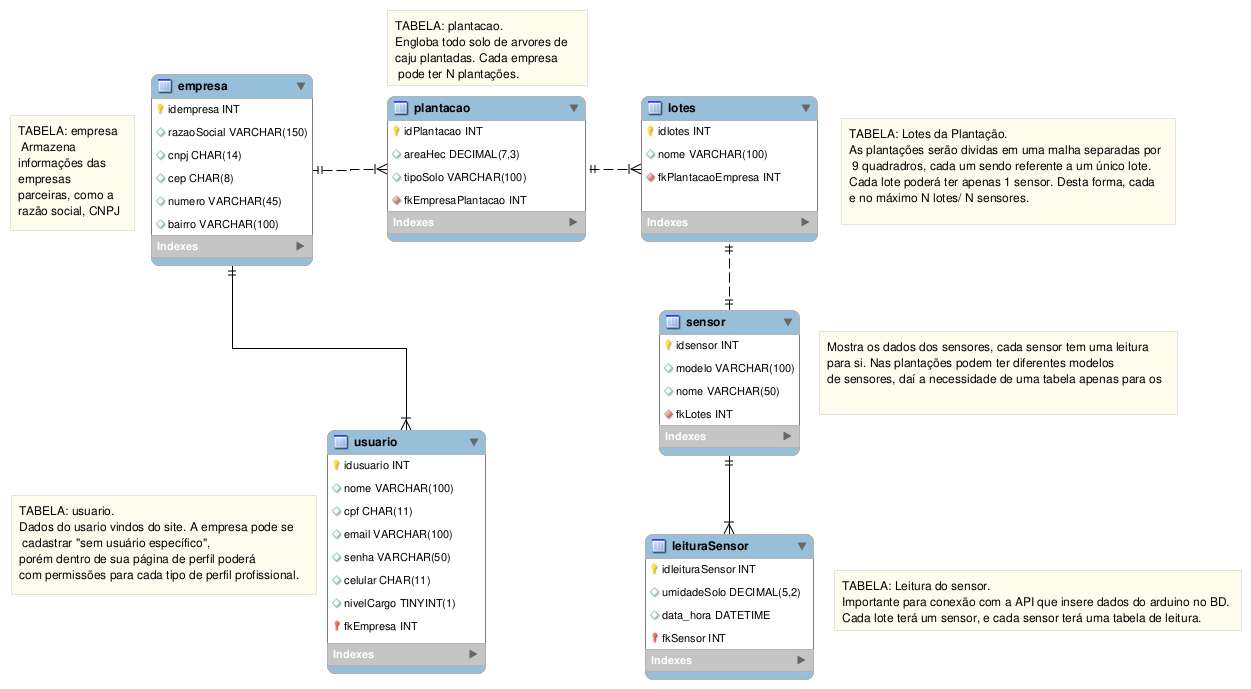 TABELA: plantacao.
Engloba todo solo de arvores de
caju plantadas. Cada empresa
pode ter N plantações.
TABELA: empresa
Armazena
informações das
empresas
parceiras, como a
razão social, CNPJ
empresa
idempresa INT
razaoSocial VARCHAR(150)
cnpj CHAR(14)
cep CHAR(8)
numero VARCHAR(45)
bairro VARCHAR(100)
Indexes
plantacao
idPlantacao INT
areaHec DECIMAL(7,3)
tipoSolo VARCHAR(100)
fkEmpresaPlantacao INT
Indexes
lotes
idlotes INT
nome VARCHAR(100)
fkPlantacaoEmpresa INT
Indexes
TABELA: Lotes da Plantação.
As plantações serão dividas em uma malha separadas por
9 quadradros, cada um sendo referente a um único lote.
Cada lote poderá ter apenas 1 sensor. Desta forma, cada
e no máximo N lotes/ N sensores.
sensor
idsensor INT
modelo VARCHAR(100)
nome VARCHAR(50)
fkLotes INT
Indexes
Mostra os dados dos sensores, cada sensor tem uma leitura
para si. Nas plantações podem ter diferentes modelos
de sensores, daí a necessidade de uma tabela apenas para os
usuario
idusuario INT
nome VARCHAR(100)
cpf CHAR(11)
email VARCHAR(100)
senha VARCHAR(50)
celular CHAR(11)
nivelCargo TINYINT(1)
fkEmpresa INT
Indexes
TABELA: usuario.
Dados do usario vindos do site. A empresa pode se
cadastrar "sem usuário específico",
porém dentro de sua página de perfil poderá
com permissões para cada tipo de perfil profissional.
leituraSensor
idleituraSensor INT
umidadeSolo DECIMAL(5,2)
data_hora DATETIME
fkSensor INT
Indexes
TABELA: Leitura do sensor.
Importante para conexão com a API que insere dados do arduino no BD.
Cada lote terá um sensor, e cada sensor terá uma tabela de leitura.